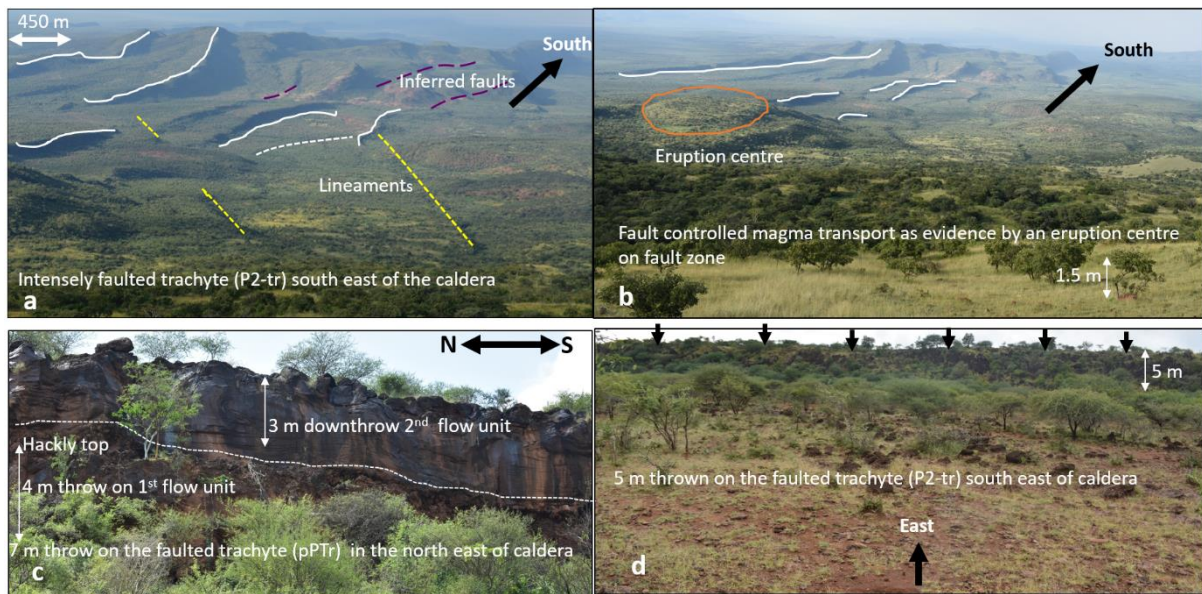 450 m
South
Inferred faults
Lineaments
Intensely faulted trachyte (P2-tr) south east of the caldera
a
South
Eruption centre
Fault controlled magma transport as evidence by an eruption centre
on fault zone
1.5 m
b
N S
3 m downthrow 2nd flow unit
Hackly top
4 m throw on 1st flow unit
7 m throw on the faulted trachyte (pPTr) in the north east of caldera
c
5 m
5 m thrown on the faulted trachyte (P2-tr) south east of caldera
East
d